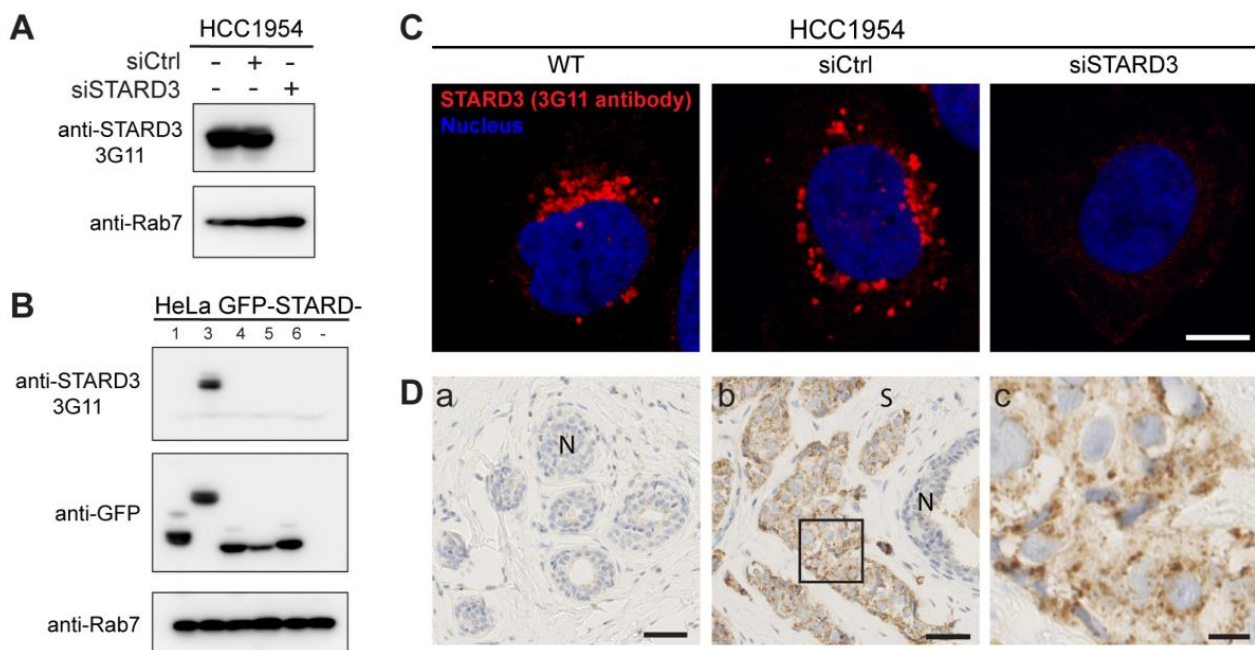 A
HCC1954
siCtrl - + -
siSTARD3 - - +
anti-STARD3
3G11
anti-Rab7
B
HeLa GFP-STARD-
1 3 4 5 6 -
anti-STARD3
3G11
anti-GFP
anti-Rab7
C
HCC1954
WT siCtrl siSTARD3
STARD3 (3G11 antibody)
Nucleus
D
a b c
N S N